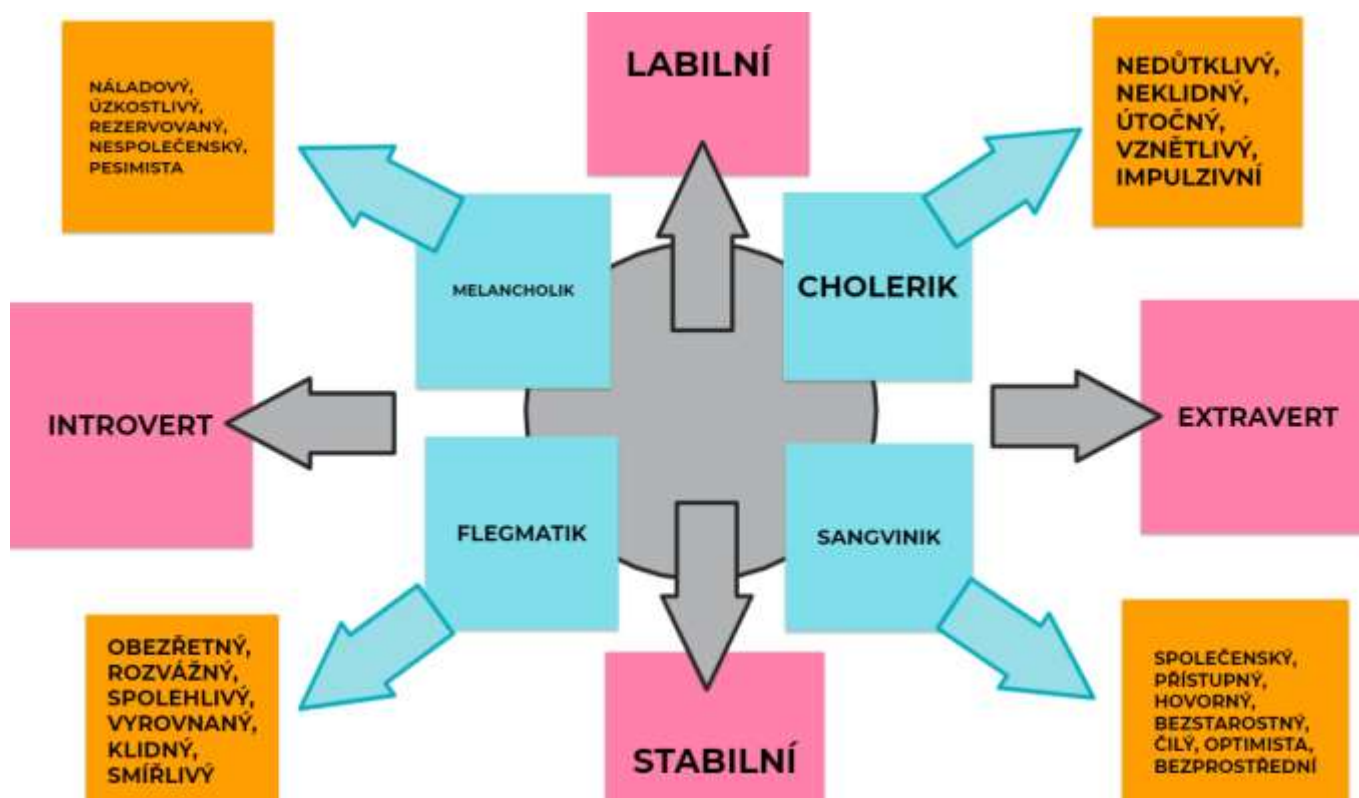 NÁLADOVÝ,
ÚZKOSTLIVÝ,
REZERVOVANÝ,
NESPOLEČENSKÝ,
PESIMISTA
LABILNÍ
NEDŮTKLIVÝ,
NEKLIDNÝ,
ÚTOČNÝ,
VZNĚTLIVÝ,
IMPULZIVNÍ
MELANCHOLIK
CHOLERIK
INTROVERT
EXTRAVERT
FLEGMATIK
SANGVINIK
OBEZŘETNÝ,
ROZVÁŽNÝ,
SPOLEHLIVÝ,
VYROVNANÝ,
KLIDNÝ,
SMÍŘLIVÝ
STABILNÍ
SPOLEČENSKÝ,
PŘÍSTUPNÝ,
HOVORNÝ,
BEZSTAROSTNÝ,
ČILÝ, OPTIMISTA,
BEZPROSTŘEDNÍ